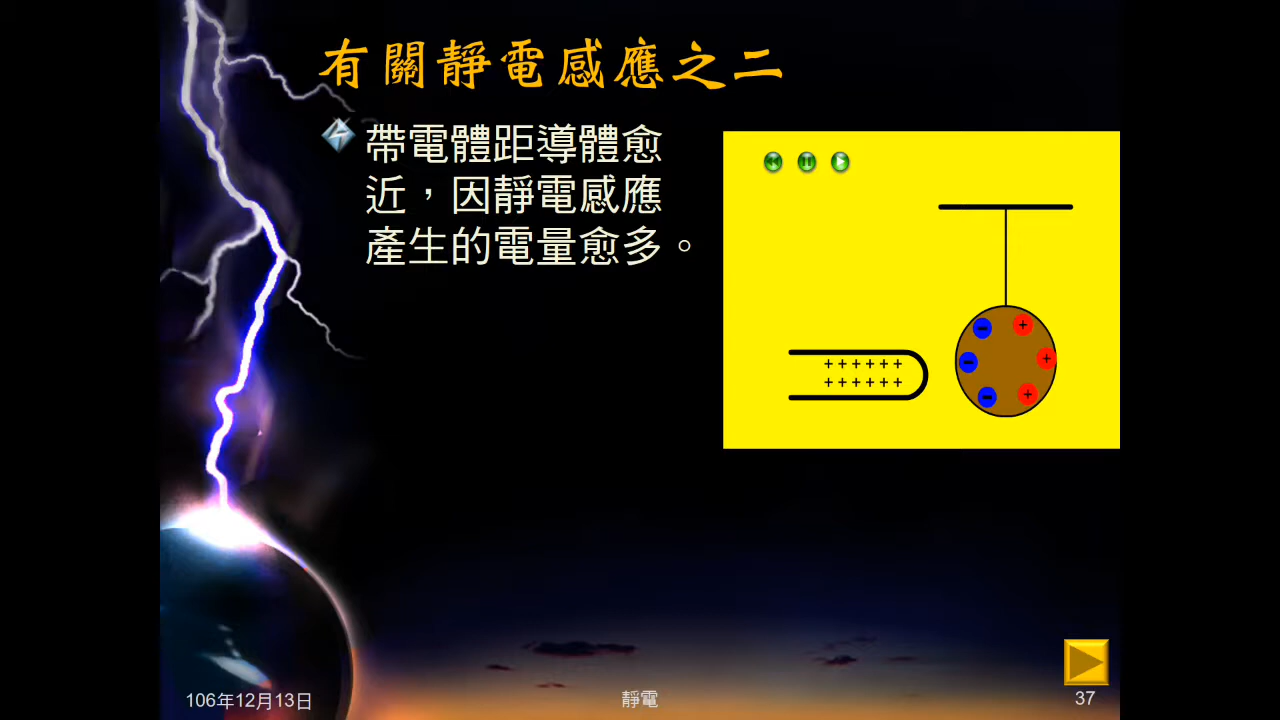 有關靜電感應之二
帶電體距導體愈
近，因靜電感應
產生的電量愈多。
++++++
++++++
- +
- +
- +
106年12月13日
靜電
37